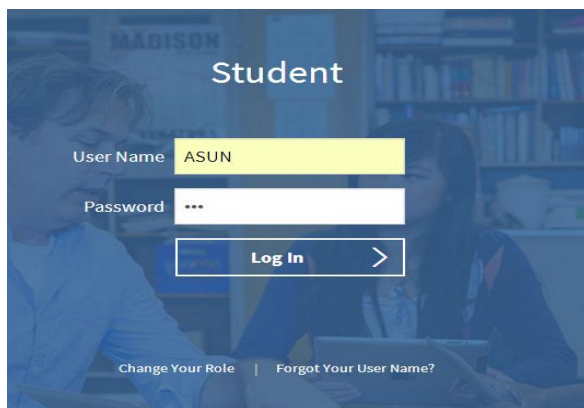 MADISON
Student
User Name ASUN
Password •••
Log In
Change Your Role | Forgot Your User Name?